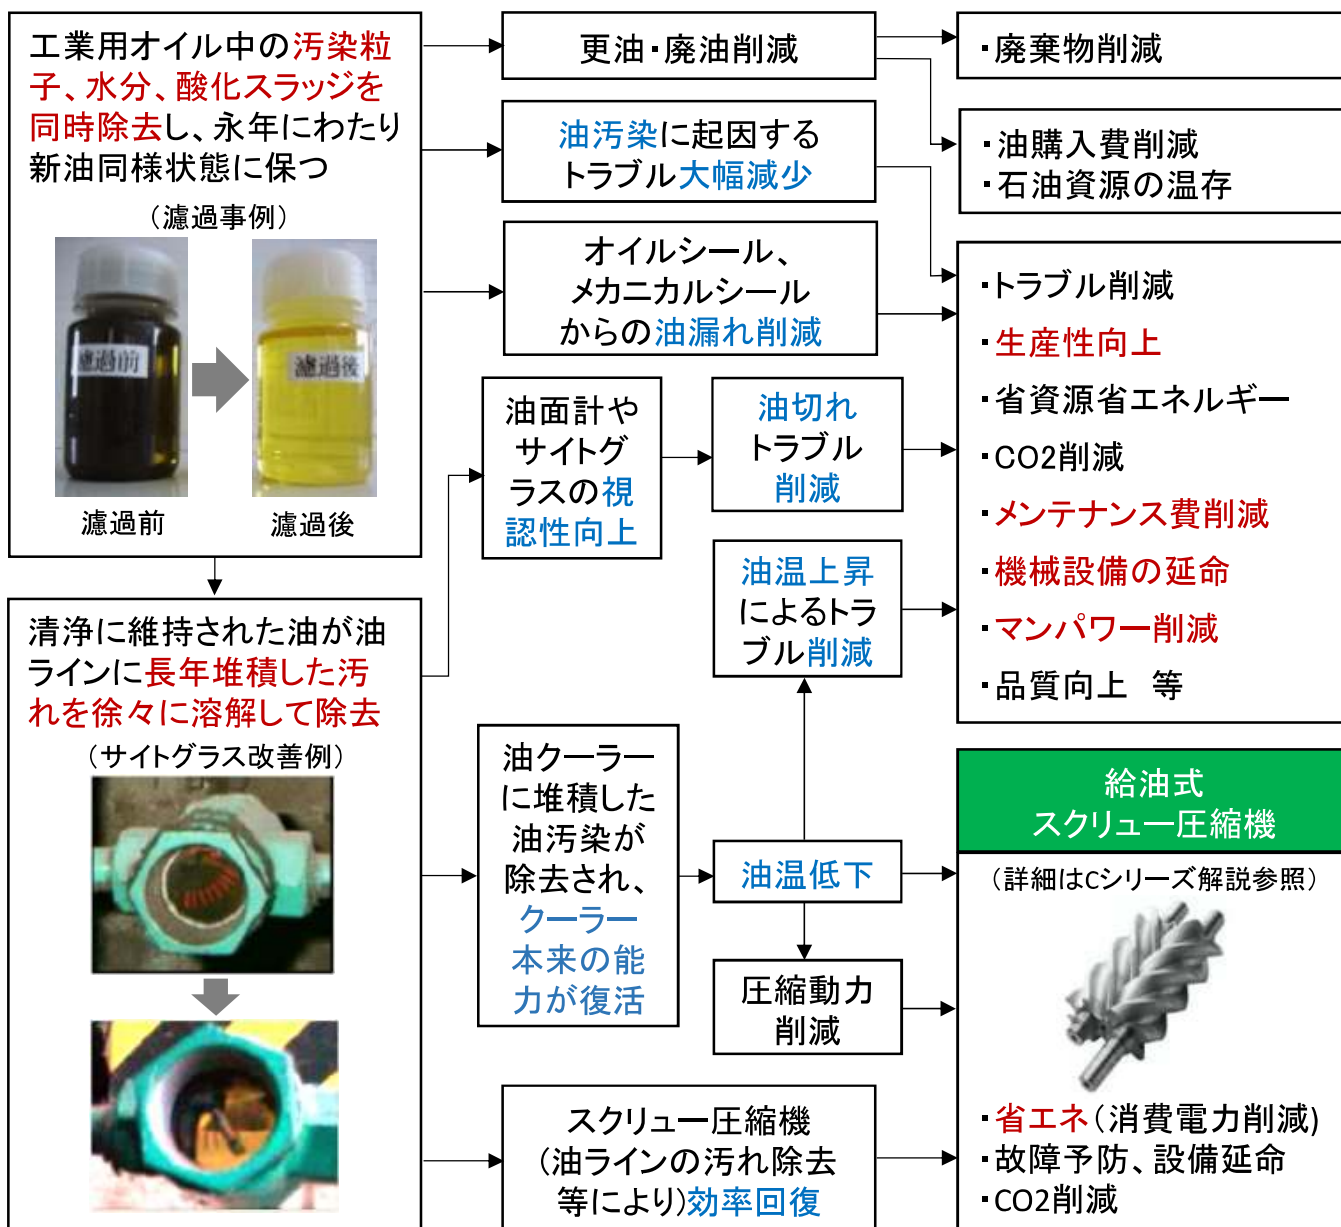 工業用オイル中の汚染粒
子、水分、酸化スラッジを
同時除去し、永年にわたり
新油同様状態に保つ
（濾過事例）
濾過前
濾過後
濾過前
濾過後
清浄に維持された油が油
ラインに長年堆積した汚
れを徐々に溶解して除去
（サイトグラス改善例）
更油・廃油削減
油汚染に起因する
トラブル大幅減少
オイルシール、
メカニカルシール
からの油漏れ削減
油面計や
サイトグ
ラスの視
認性向上
油切れ
トラブル
削減
油温上昇
によるトラ
ブル削減
油クーラー
に堆積した
油汚染が
除去され、
クーラー
本来の能
力が復活
油温低下
圧縮動力
削減
スクリュー圧縮機
(油ラインの汚れ除去
等により)効率回復
・廃棄物削減
・油購入費削減
・石油資源の温存
・トラブル削減
・生産性向上
・省資源省エネルギー
・CO2削減
・メンテナンス費削減
・機械設備の延命
・マンパワー削減
・品質向上　等
給油式
スクリュー圧縮機
（詳細はCシリーズ解説参照）
・省エネ(消費電力削減)
・故障予防、設備延命
・CO2削減